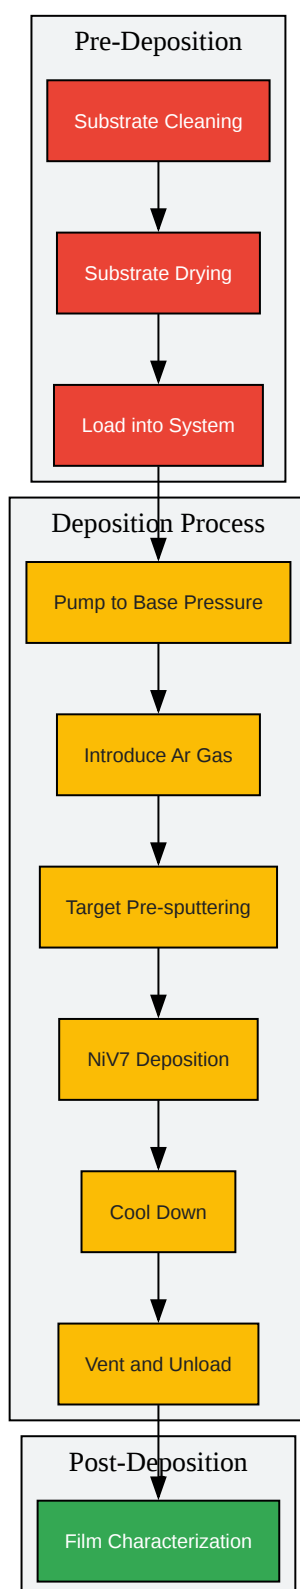 Pre-Deposition
Substrate Cleaning
Substrate Drying
Load into System
Deposition Process
Pump to Base Pressure
Introduce Ar Gas
Target Pre-sputtering
NiV7 Deposition
Cool Down
Vent and Unload
Post-Deposition
Film Characterization